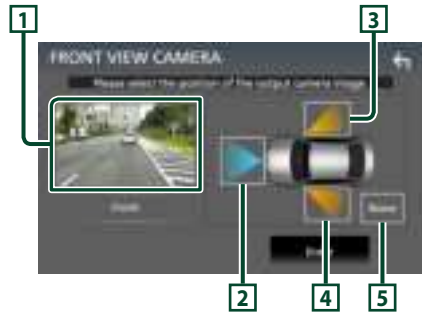 1
3
FRONT VIEW CAMERA
Please select the position of the output camera image
2
4
5